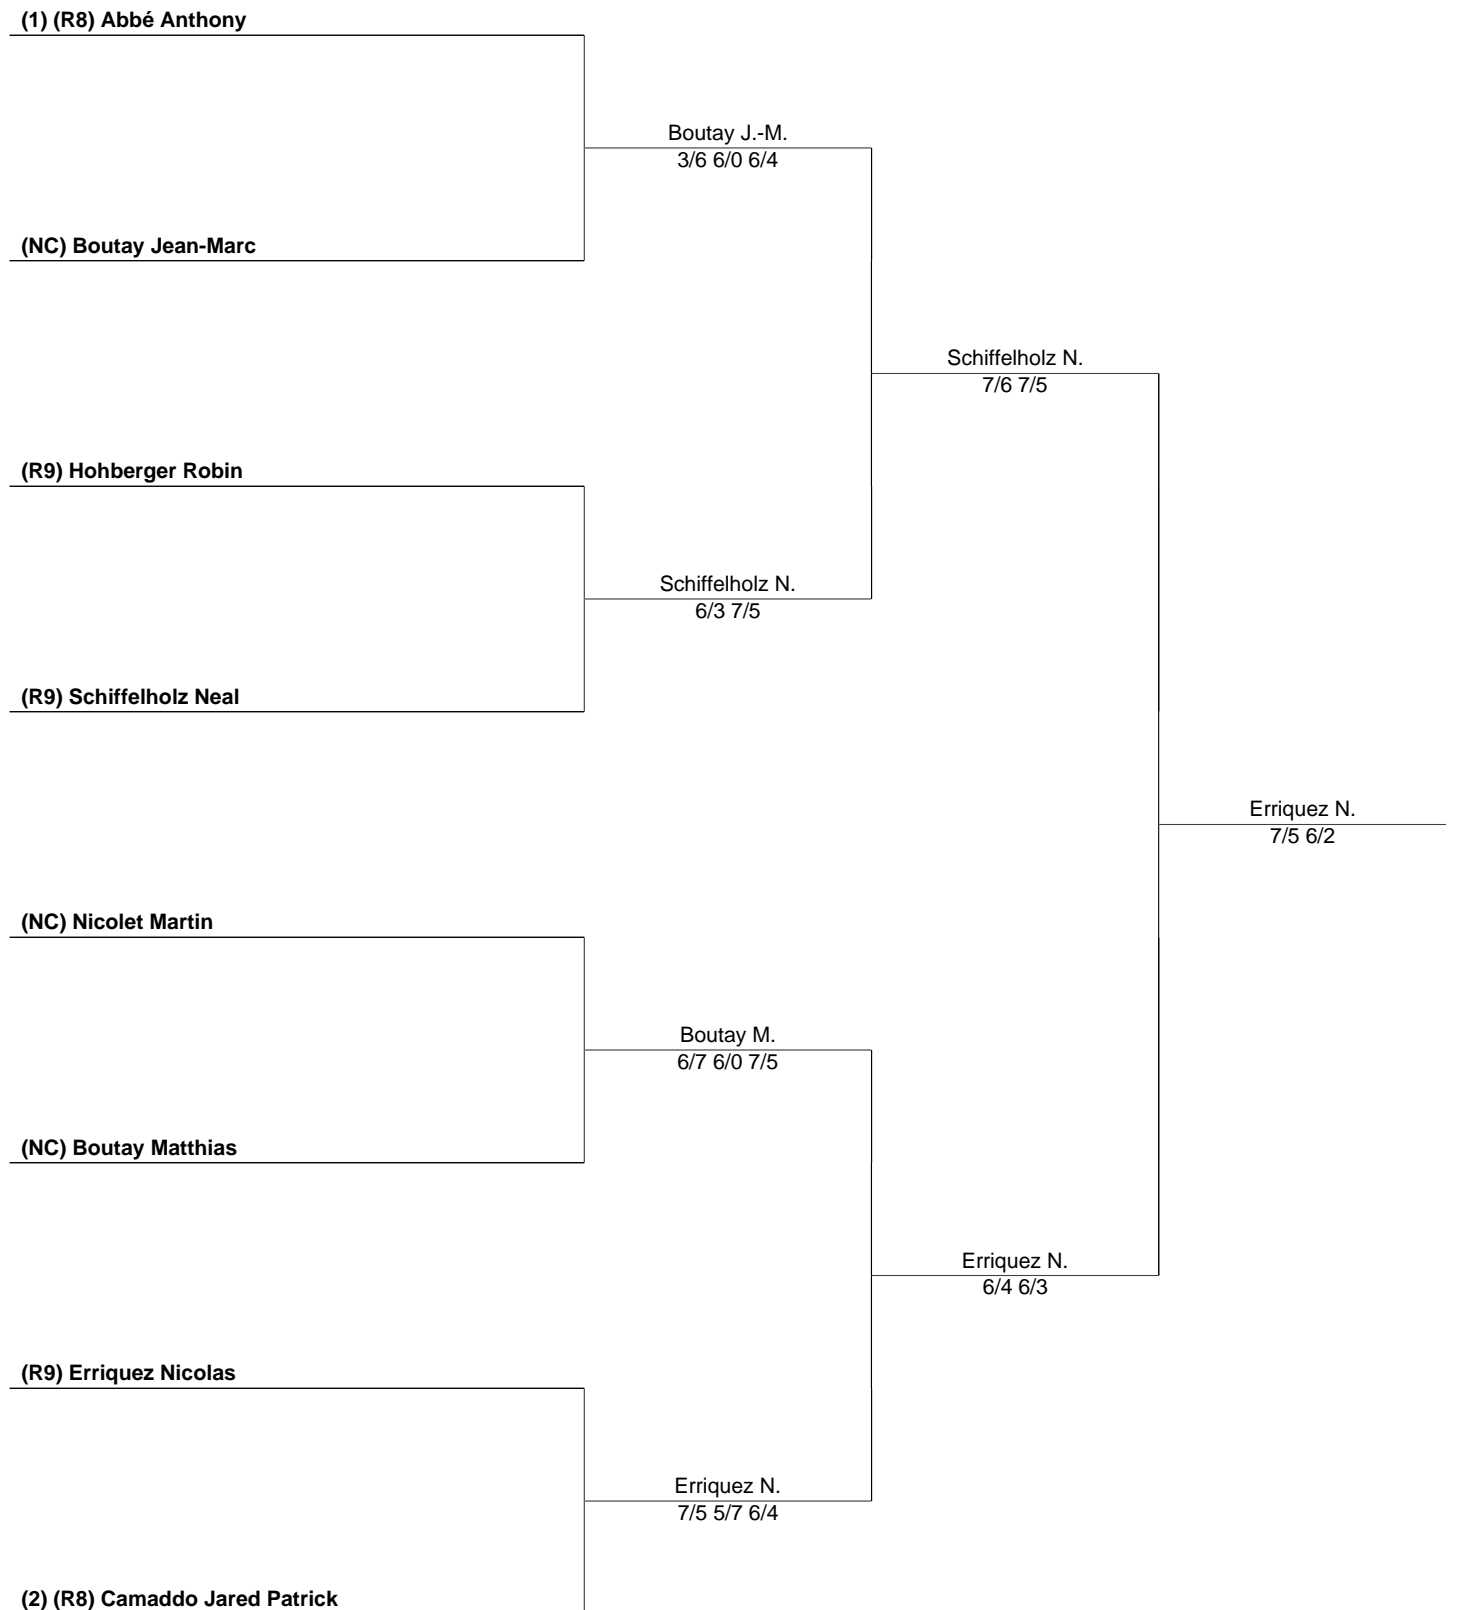 (1) (R8) Abbé Anthony
Boutay J.-M.
3/6 6/0 6/4
(NC) Boutay Jean-Marc
Schiffelholz N.
7/6 7/5
(R9) Hohberger Robin
Schiffelholz N.
6/3 7/5
(R9) Schiffelholz Neal
Erriquez N.
7/5 6/2
(NC) Nicolet Martin
Boutay M.
6/7 6/0 7/5
(NC) Boutay Matthias
Erriquez N.
6/4 6/3
(R9) Erriquez Nicolas
Erriquez N.
7/5 5/7 6/4
(2) (R8) Camaddo Jared Patrick